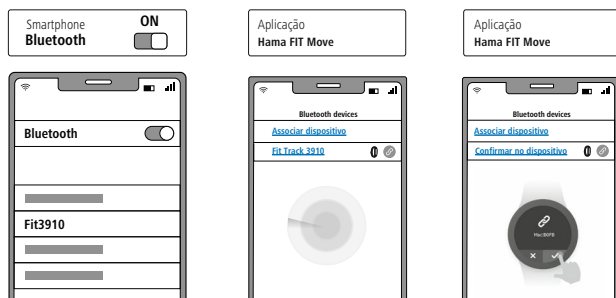 Smartphone
Bluetooth
ON
Bluetooth
Fit3910
Aplicação
Hama FIT Move
Bluetooth devices
Associar dispositivo
Fit Track 3910
Aplicação
Hama FIT Move
Bluetooth devices
Associar dispositivo
Confirmar no dispositivo